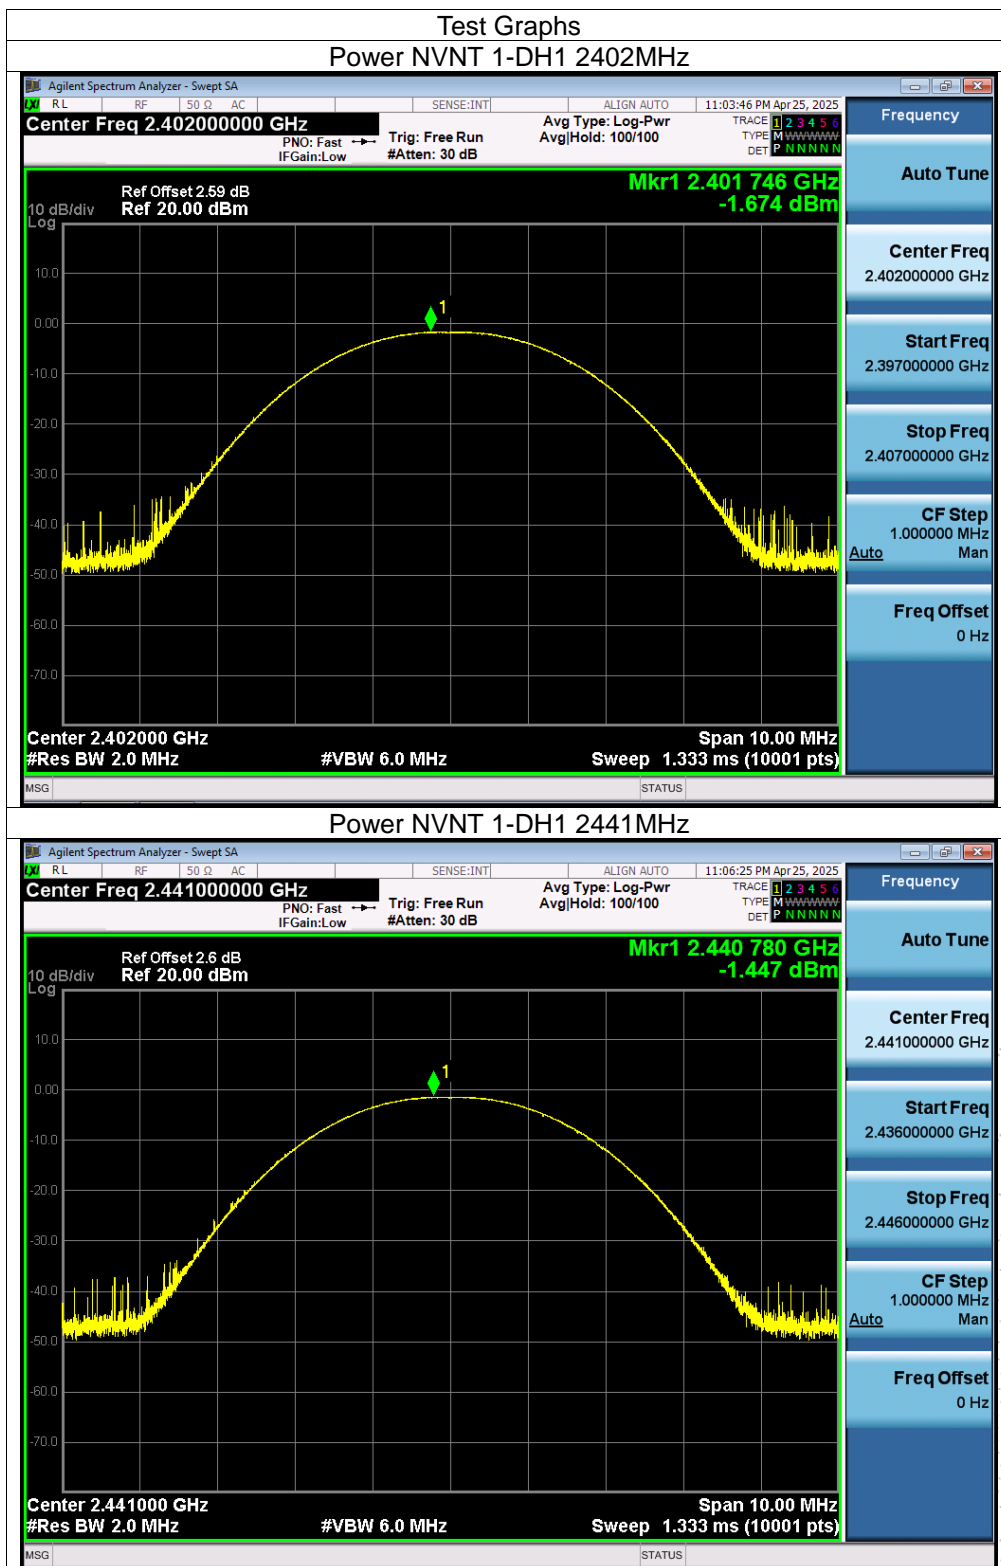 Test Graphs
Power NVNT 1-DH1 2402MHz
Agilent Spectrum Analyzer - Swept SA
LXI RL RF 50 Ω AC SENSE:INT ALIGN AUTO 11:03:46 PM Apr 25, 2025
Center Freq 2.402000000 GHz
PNO: Fast
IFGain:Low
Trig: Free Run
#Atten: 30 dB
Avg Type: Log-Pwr
Avg|Hold: 100/100
TRACE 1 2 3 4 5 6
TYPE M WWWWW
DET P N N N N N
Frequency
Auto Tune
Center Freq
2.402000000 GHz
Start Freq
2.397000000 GHz
Stop Freq
2.407000000 GHz
CF Step
1.000000 MHz
Auto Man
Freq Offset
0 Hz
Mkr1 2.401 746 GHz
-1.674 dBm
Ref Offset 2.59 dB
10 dB/div Ref 20.00 dBm
Log
10.0
1
0.00
-10.0
-20.0
-30.0
-40.0
-50.0
-60.0
-70.0
Center 2.402000 GHz Span 10.00 MHz
#Res BW 2.0 MHz #VBW 6.0 MHz Sweep 1.333 ms (10001 pts)
MSG STATUS
Power NVNT 1-DH1 2441MHz
Agilent Spectrum Analyzer - Swept SA
LXI RL RF 50 Ω AC SENSE:INT ALIGN AUTO 11:06:25 PM Apr 25, 2025
Center Freq 2.441000000 GHz
PNO: Fast
IFGain:Low
Trig: Free Run
#Atten: 30 dB
Avg Type: Log-Pwr
Avg|Hold: 100/100
TRACE 1 2 3 4 5 6
TYPE M WWWWW
DET P N N N N N
Frequency
Auto Tune
Center Freq
2.441000000 GHz
Start Freq
2.436000000 GHz
Stop Freq
2.446000000 GHz
CF Step
1.000000 MHz
Auto Man
Freq Offset
0 Hz
Mkr1 2.440 780 GHz
-1.447 dBm
Ref Offset 2.6 dB
10 dB/div Ref 20.00 dBm
Log
10.0
1
0.00
-10.0
-20.0
-30.0
-40.0
-50.0
-60.0
-70.0
Center 2.441000 GHz Span 10.00 MHz
#Res BW 2.0 MHz #VBW 6.0 MHz Sweep 1.333 ms (10001 pts)
MSG STATUS